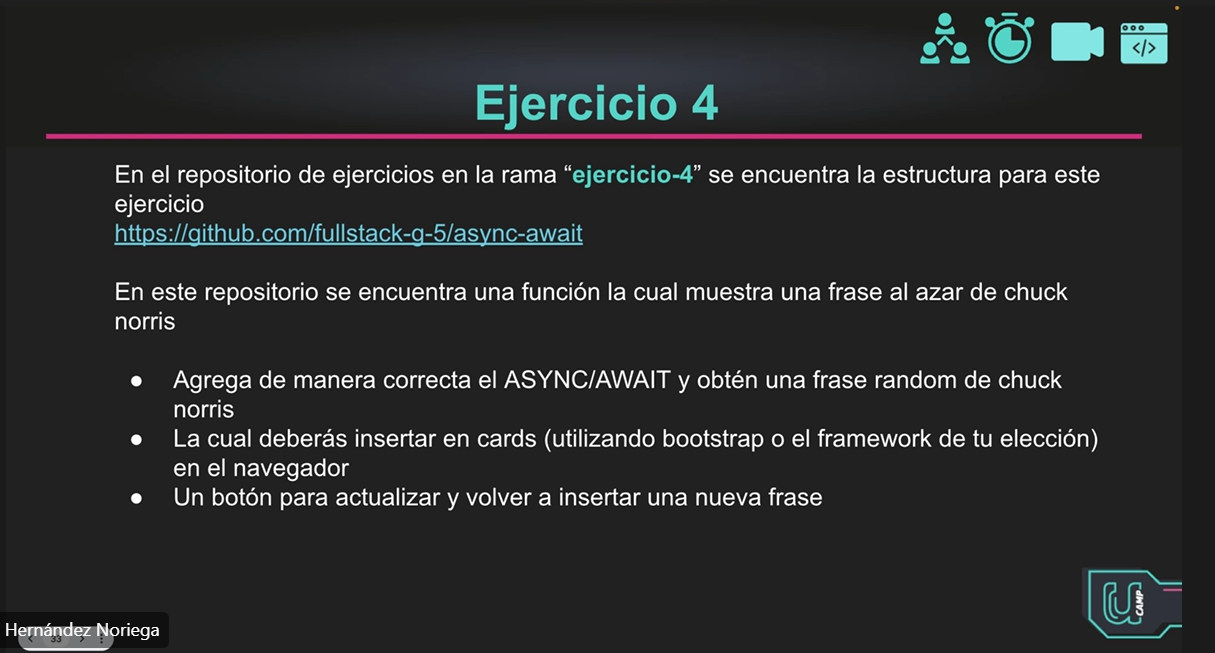 </>
Ejercicio 4
En el repositorio de ejercicios en la rama “ejercicio-4” se encuentra la estructura para este
ejercicio
https://github.com/fullstack-g-5/async-await
En este repositorio se encuentra una función la cual muestra una frase al azar de chuck
norris
● Agrega de manera correcta el ASYNC/AWAIT y obtén una frase random de chuck
norris
● La cual deberás insertar en cards (utilizando bootstrap o el framework de tu elección)
en el navegador
● Un botón para actualizar y volver a insertar una nueva frase
U CAMP
Hernández Noriega
33